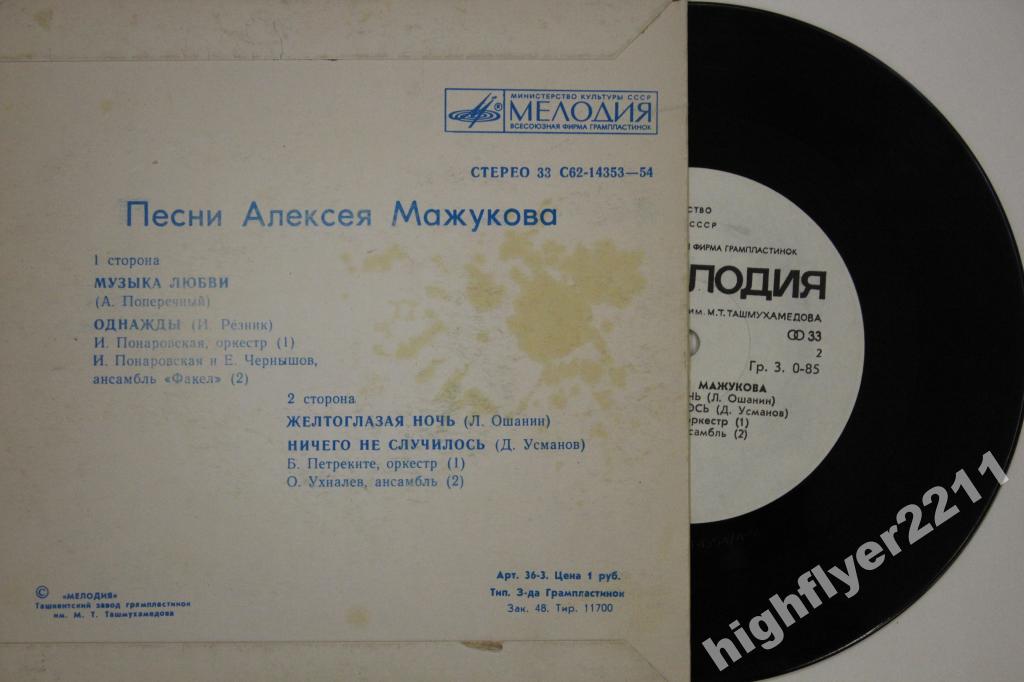 МИНИСТЕРСТВО КУЛЬТУРЫ СССР
МЕЛОДИЯ
ВСЕСОЮЗНАЯ ФИРМА ГРАМПЛАСТИНОК
СТЕРЕО 33 С62-14353—54
Песни Алексея Мажукова
1 сторона
МУЗЫКА ЛЮБВИ
(А. Поперечный)
ОДНАЖДЫ (И. Резник)
И. Понаровская, оркестр (1)
И. Понаровская и Е. Чернышов,
ансамбль «Факел» (2)
2 сторона
ЖЕЛТОГЛАЗАЯ НОЧЬ (Л. Ошанин)
НИЧЕГО НЕ СЛУЧИЛОСЬ (Д. Усманов)
Б. Петреките, оркестр (1)
О. Ухналев, ансамбль (2)
© «МЕЛОДИЯ»
Ташкентский завод грампластинок
им. М. Т. Ташмухамедова
Арт. 36-3. Цена 1 руб.
Тип. З-да Грампластинок
Зак. 48. Тир. 11700
СТВО
СССР
Я ФИРМА ГРАМПЛАСТИНОК
ЛОДИЯ
им. М.Т. ТАШМУХАМЕДОВА
33
2
Гр. 3. 0-85
МАЖУКОВА
ЧЬ (Л. Ошанин)
ОСЬ (Д. Усманов)
оркестр (1)
самбль (2)
highflyer2211